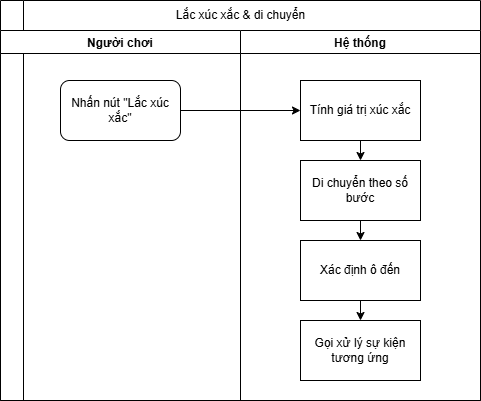 Lắc xúc xắc & di chuyển
Người chơi
Hệ thống
Nhấn nút "Lắc xúc
xắc"
Tính giá trị xúc xắc
Di chuyển theo số
bước
Xác định ô đến
Gọi xử lý sự kiện
tương ứng